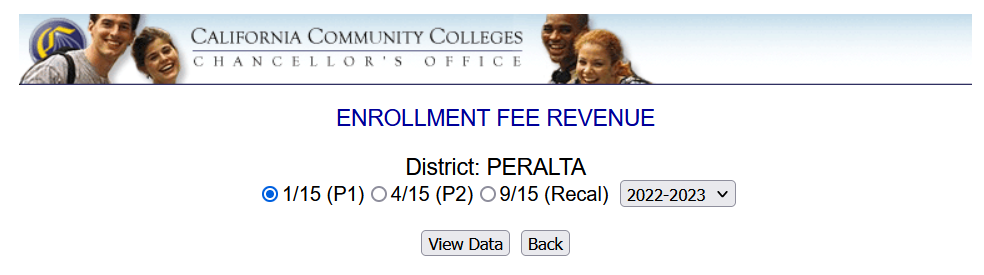 CALIFORNIA COMMUNITY COLLEGES
CHANCELLOR'S OFFICE
ENROLLMENT FEE REVENUE
District: PERALTA
1/15 (P1) 4/15 (P2) 9/15 (Recal) 2022-2023
View Data Back